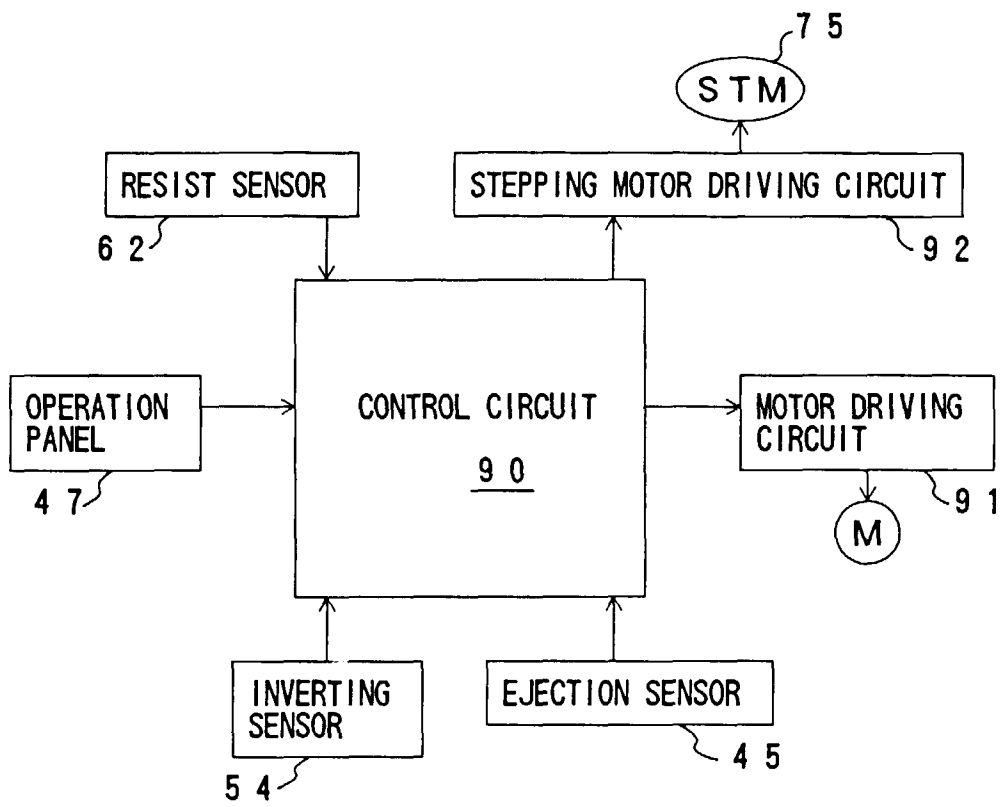 75
STM
RESIST SENSOR
STEPPING MOTOR DRIVING CIRCUIT
62
92
OPERATION
PANEL
CONTROL CIRCUIT
MOTOR DRIVING
CIRCUIT
90
47
91
M
INVERTING
SENSOR
EJECTION SENSOR
54
45